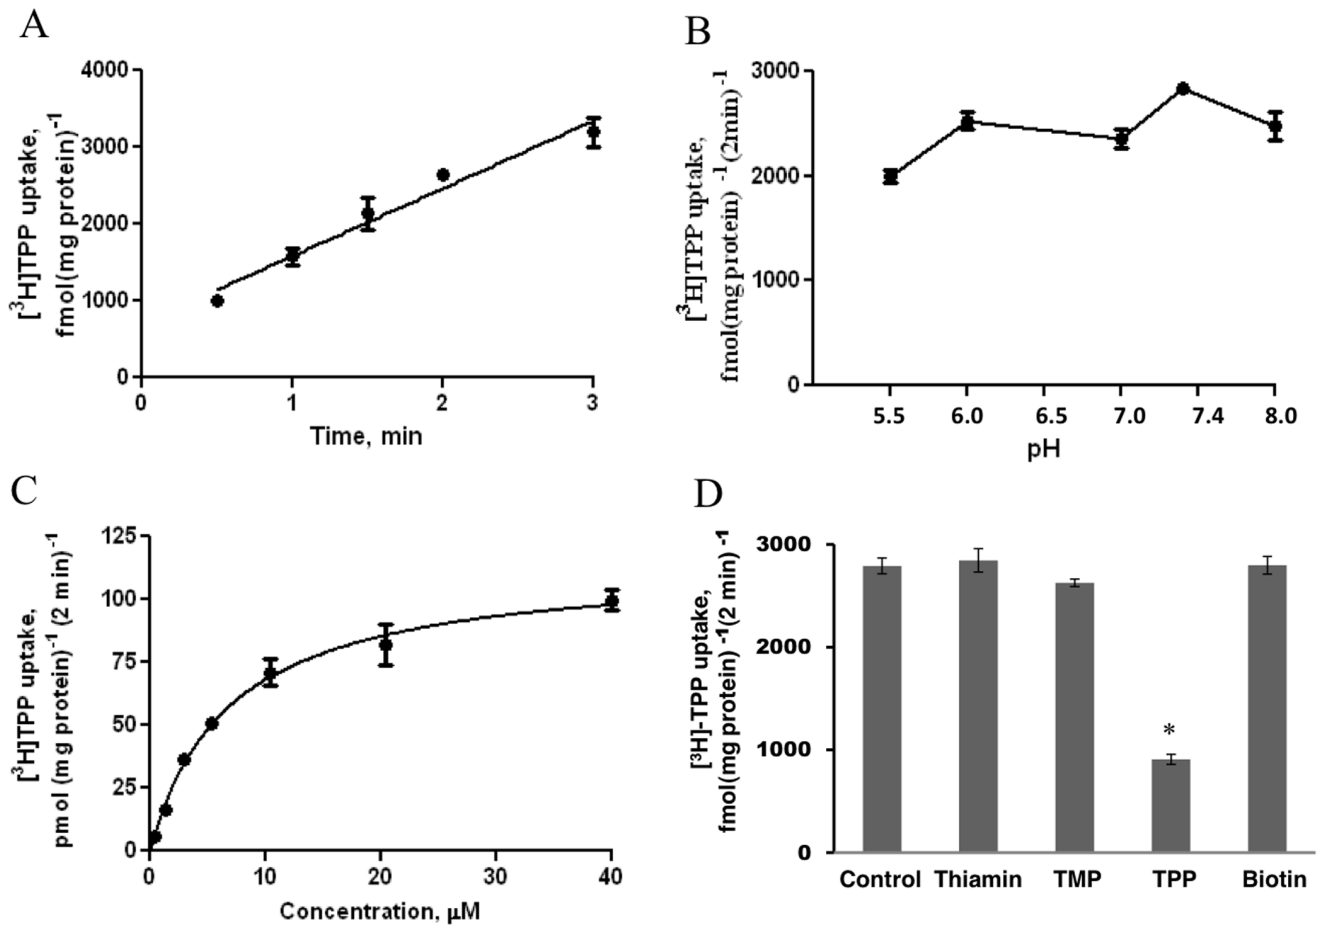 A
[³H]TPP uptake,
fmol(mg protein)⁻¹
4000
3000
2000
1000
0
0 1 2 3
Time, min
B
[³H]TPP uptake,
fmol(mg protein) ⁻¹(2min)⁻¹
3000
2000
1000
0
5.5 6.0 6.5 7.0 7.4 8.0
pH
C
[³H]TPP uptake,
pmol (mg protein)⁻¹(2 min)⁻¹
125
100
75
50
25
0
0 10 20 30 40
Concentration, µM
D
[³H]-TPP uptake,
fmol(mg protein) ⁻¹(2 min) ⁻¹
3000
2000
1000
0
*
Control Thiamin TMP TPP Biotin